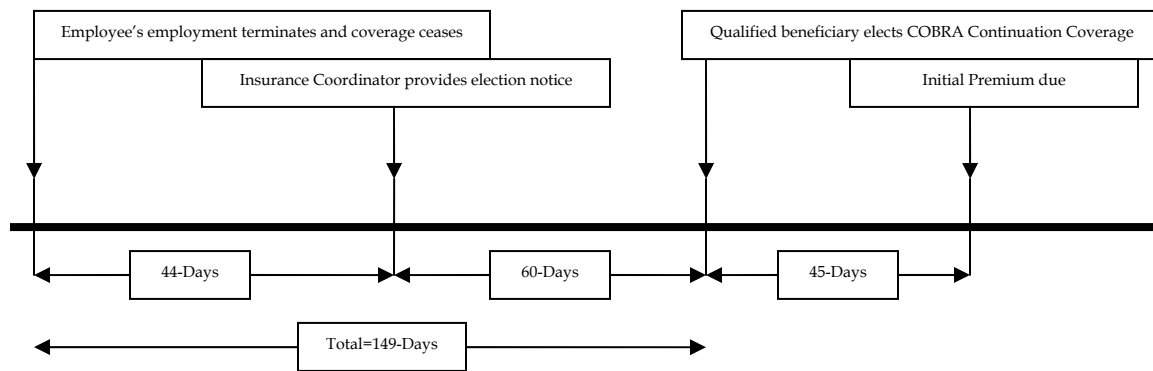 Employee's employment terminates and coverage ceases
Qualified beneficiary elects COBRA Continuation Coverage
Insurance Coordinator provides election notice
Initial Premium due
44-Days
60-Days
45-Days
Total=149-Days